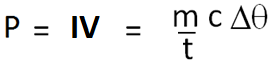 P = IV = m/t c Δθ